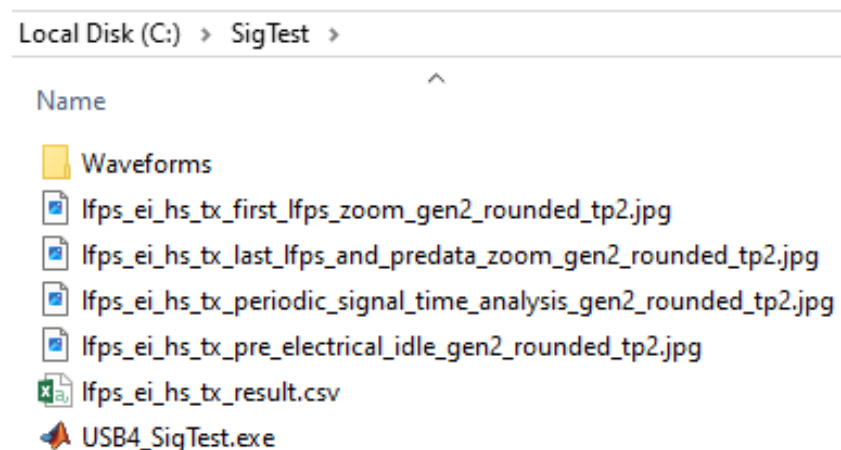 Local Disk (C:) > SigTest >
Name
Waveforms
lfps_ei_hs_tx_first_lfps_zoom_gen2_rounded_tp2.jpg
lfps_ei_hs_tx_last_lfps_and_predata_zoom_gen2_rounded_tp2.jpg
lfps_ei_hs_tx_periodic_signal_time_analysis_gen2_rounded_tp2.jpg
lfps_ei_hs_tx_pre_electrical_idle_gen2_rounded_tp2.jpg
lfps_ei_hs_tx_result.csv
USB4_SigTest.exe